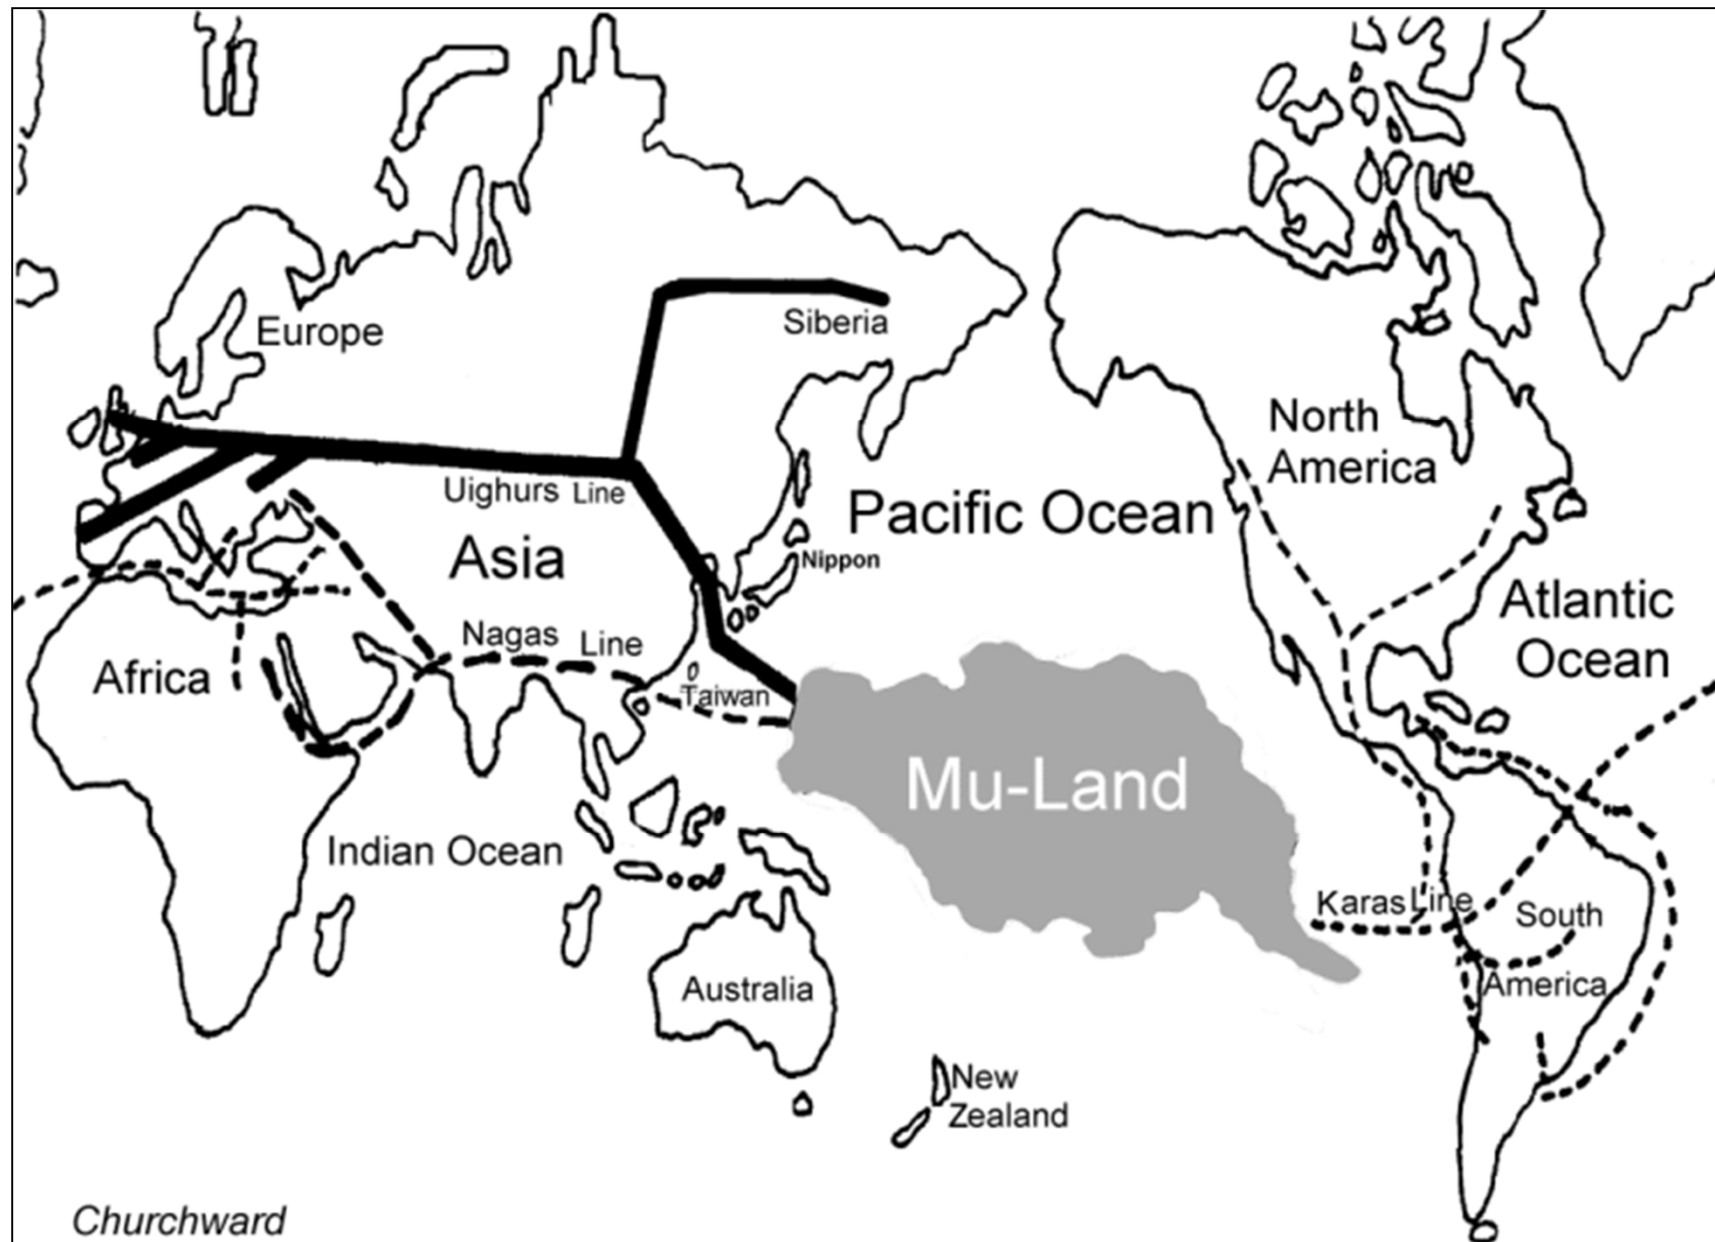 Europe
Siberia
North
America
Uighurs Line
Pacific Ocean
Asia
Nippon
Atlantic
Ocean
Nagas Line
Africa
Taiwan
Mu-Land
Indian Ocean
Karas Line
South
America
Australia
New
Zealand
Churchward